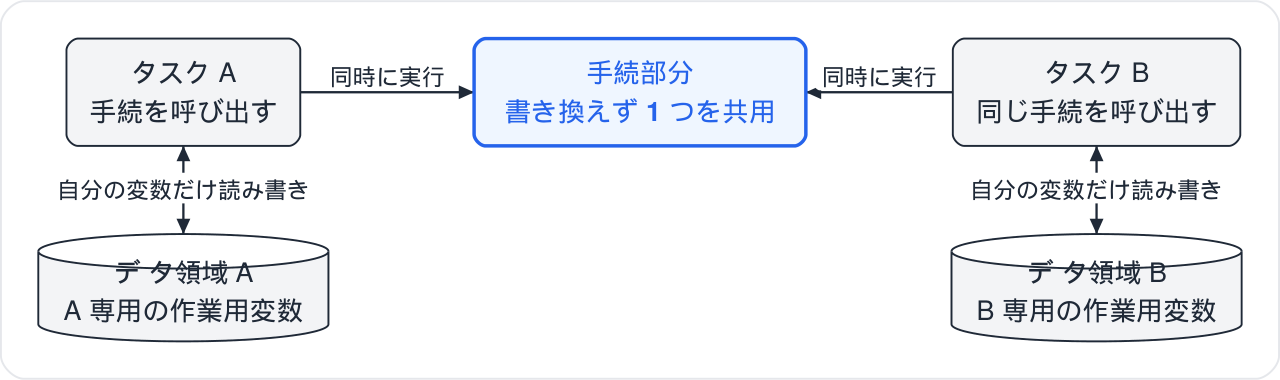 タスク A
手続を呼び出す
同時に実行
手続部分
書き換えず 1 つを共用
同時に実行
タスク B
同じ手続を呼び出す
自分の変数だけ読み書き
自分の変数だけ読み書き
データ領域 A
A 専用の作業用変数
データ領域 B
B 専用の作業用変数